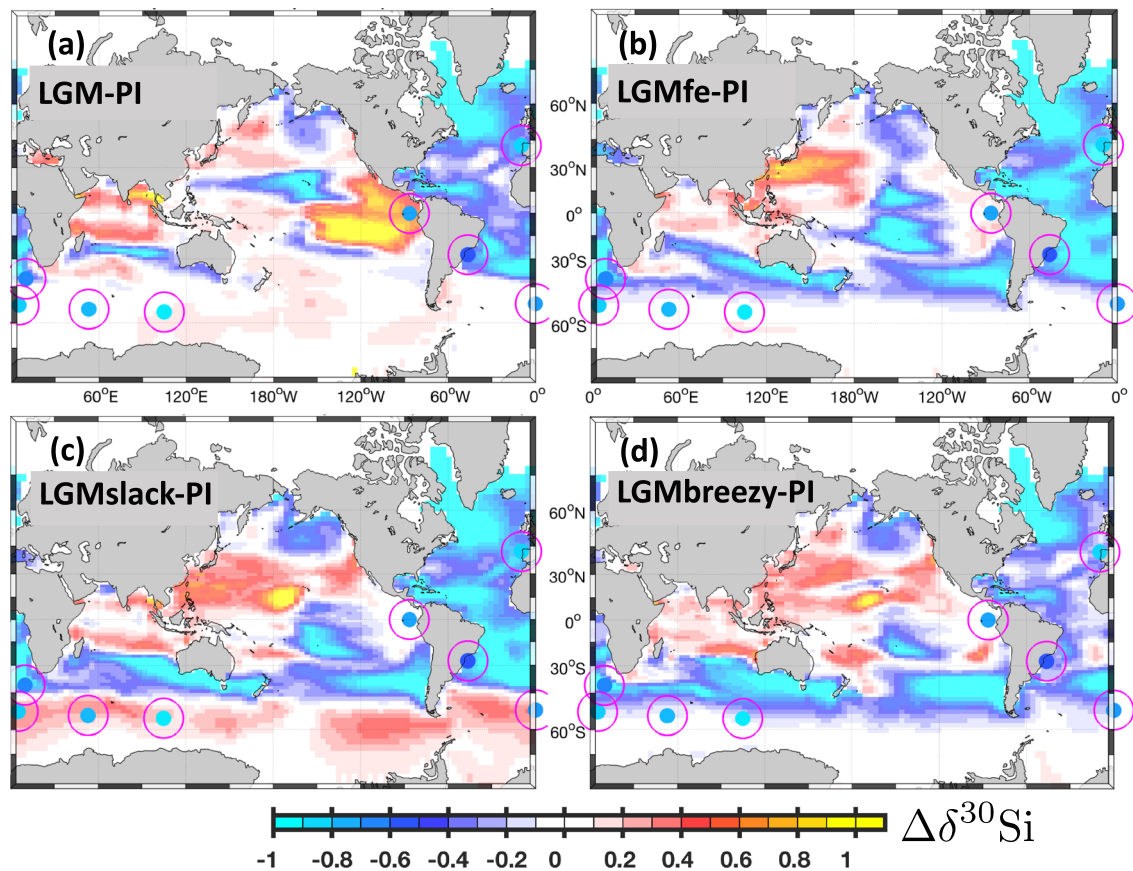 (a)
LGM-PI
(b)
LGMfe-PI
60°N
30°N
0°
30°S
60°S
60°E 120°E 180°W 120°W 60°W 0°
0° 60°E 120°E 180°W 120°W 60°W 0°
(c)
LGMslack-PI
(d)
LGMbreezy-PI
60°N
30°N
0°
30°S
60°S
-1 -0.8 -0.6 -0.4 -0.2 0 0.2 0.4 0.6 0.8 1
Δδ³⁰Si